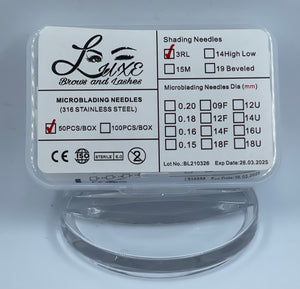 Luxe
Brows and Lashes
MICROBLADING NEEDLES
(316 STAINLESS STEEL)
50PCS/BOX 100PCS/BOX
CE ISO STERILE E.O 2
Shading Needles
3RL 14High Low
15M 19 Beveled
Microblading Needles Dia (mm)
0.20 09F 12U
0.18 12F 14U
0.16 14F 16U
0.15 18F 18U
Lot No.:BL210326 Exp Date:26.03.2025